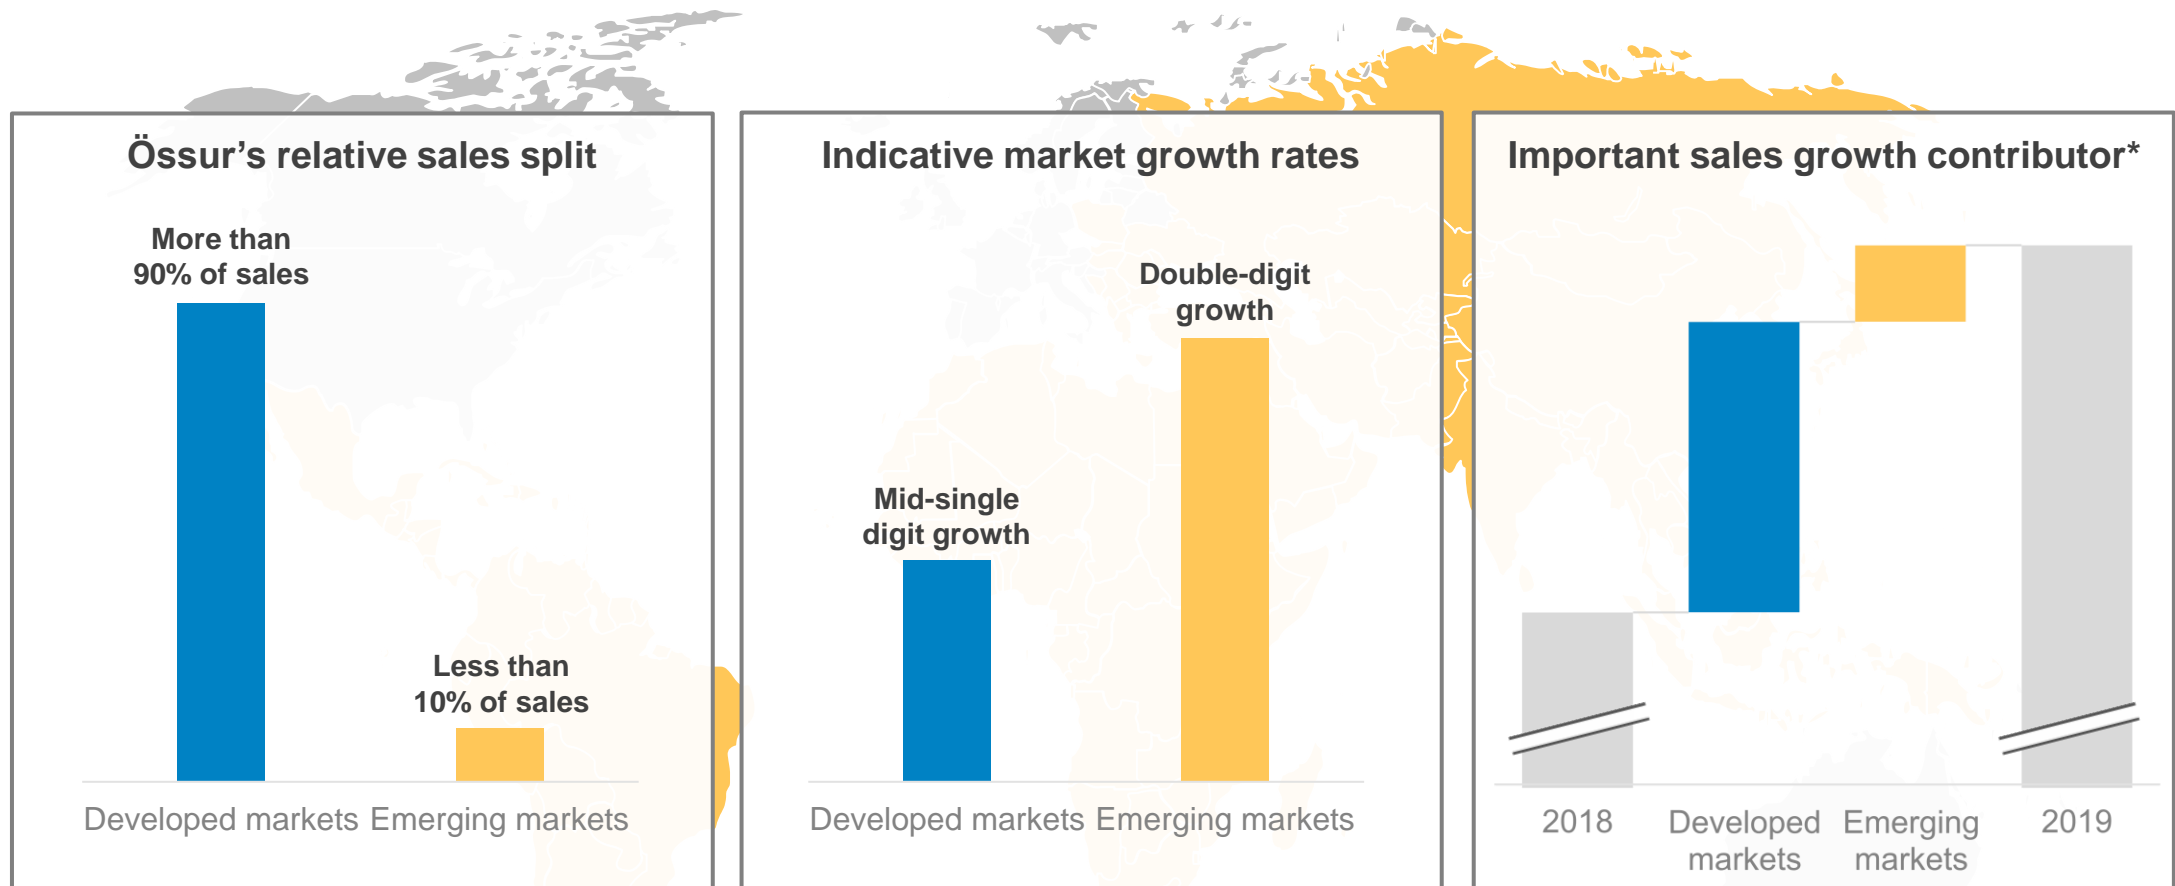 Össur's relative sales split
More than
90% of sales
Less than
10% of sales
Developed markets
Emerging markets
Indicative market growth rates
Double-digit
growth
Mid-single
digit growth
Developed markets
Emerging markets
Important sales growth contributor*
2018
Developed
markets
Emerging
markets
2019